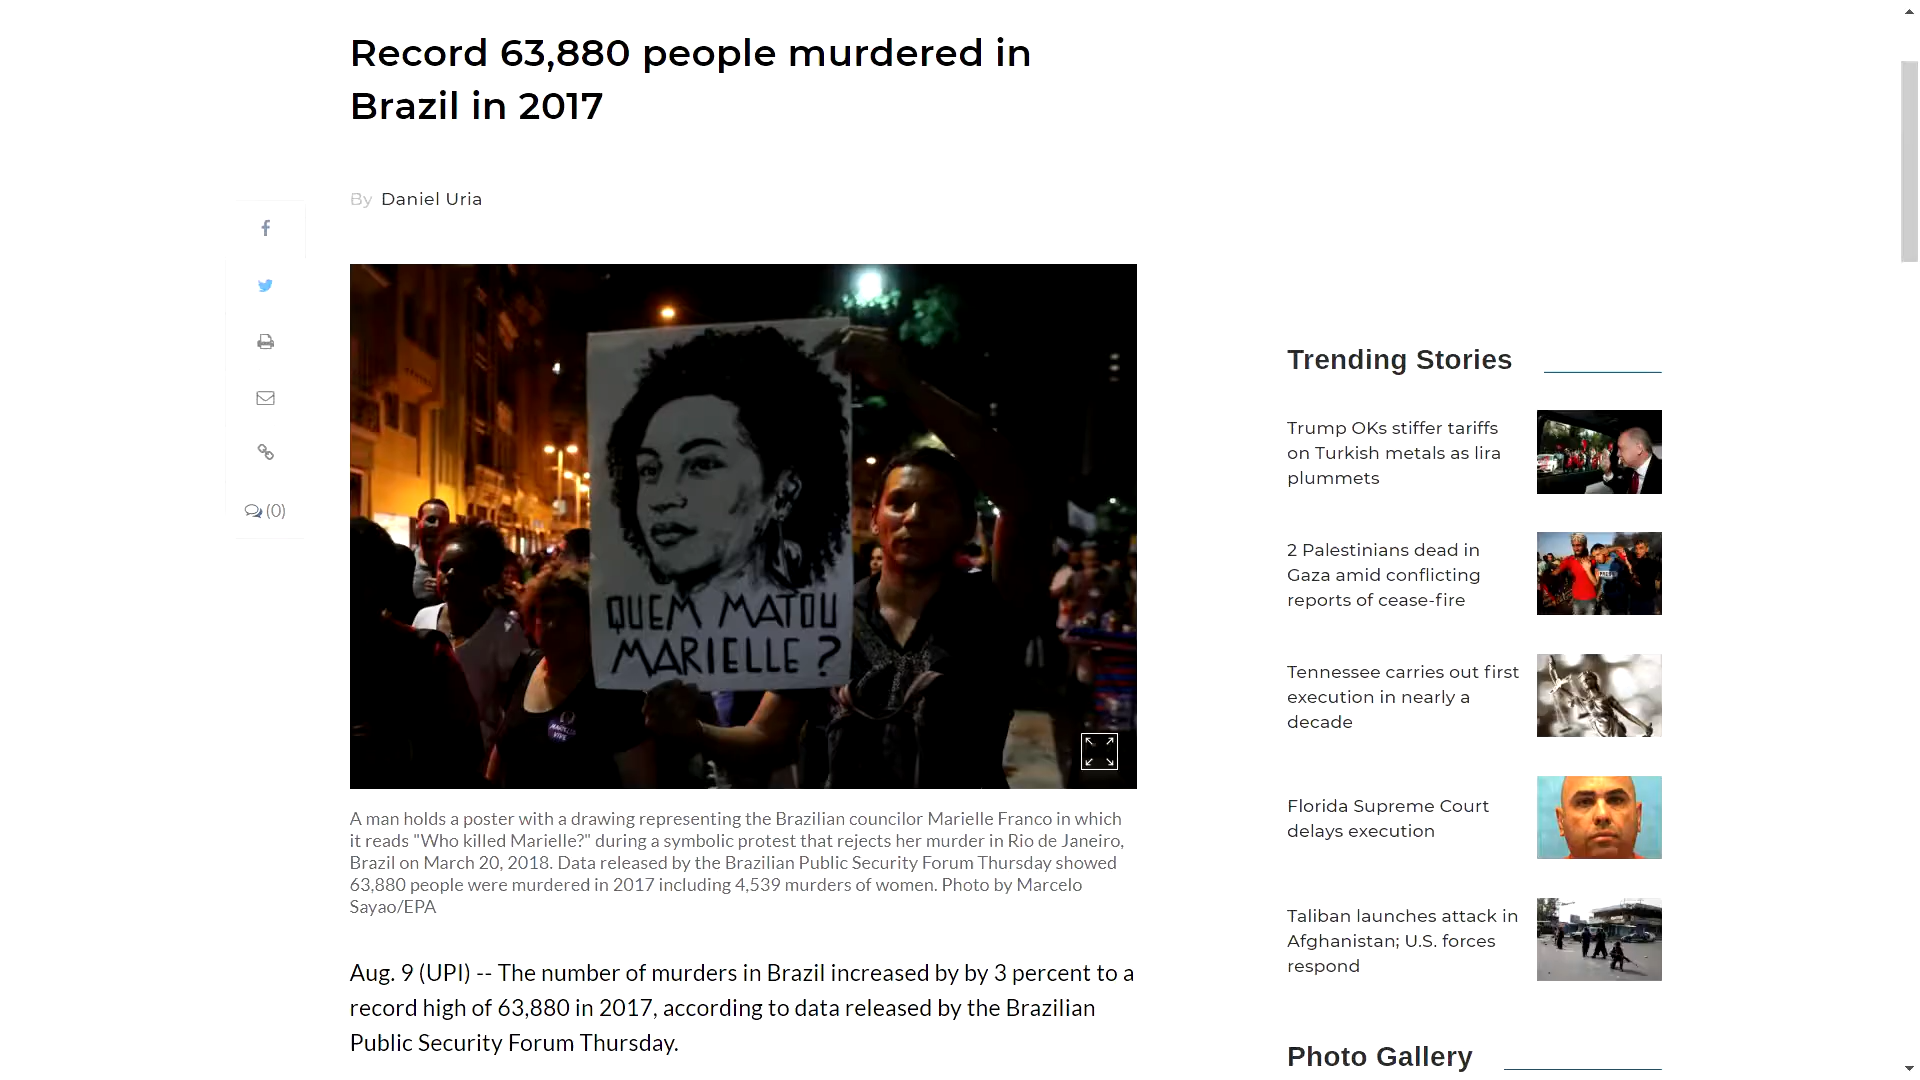 Record 63,880 people murdered in
Brazil in 2017
By Daniel Uria
(0)
QUEM MATOU
MARIELLE?
MARIELLE
VIVE
A man holds a poster with a drawing representing the Brazilian councilor Marielle Franco in which
it reads "Who killed Marielle?" during a symbolic protest that rejects her murder in Rio de Janeiro,
Brazil on March 20, 2018. Data released by the Brazilian Public Security Forum Thursday showed
63,880 people were murdered in 2017 including 4,539 murders of women. Photo by Marcelo
Sayao/EPA
Aug. 9 (UPI) -- The number of murders in Brazil increased by by 3 percent to a
record high of 63,880 in 2017, according to data released by the Brazilian
Public Security Forum Thursday.
Trending Stories
Trump OKs stiffer tariffs
on Turkish metals as lira
plummets
2 Palestinians dead in
Gaza amid conflicting
reports of cease-fire
PRESS
Tennessee carries out first
execution in nearly a
decade
Florida Supreme Court
delays execution
Taliban launches attack in
Afghanistan; U.S. forces
respond
Photo Gallery